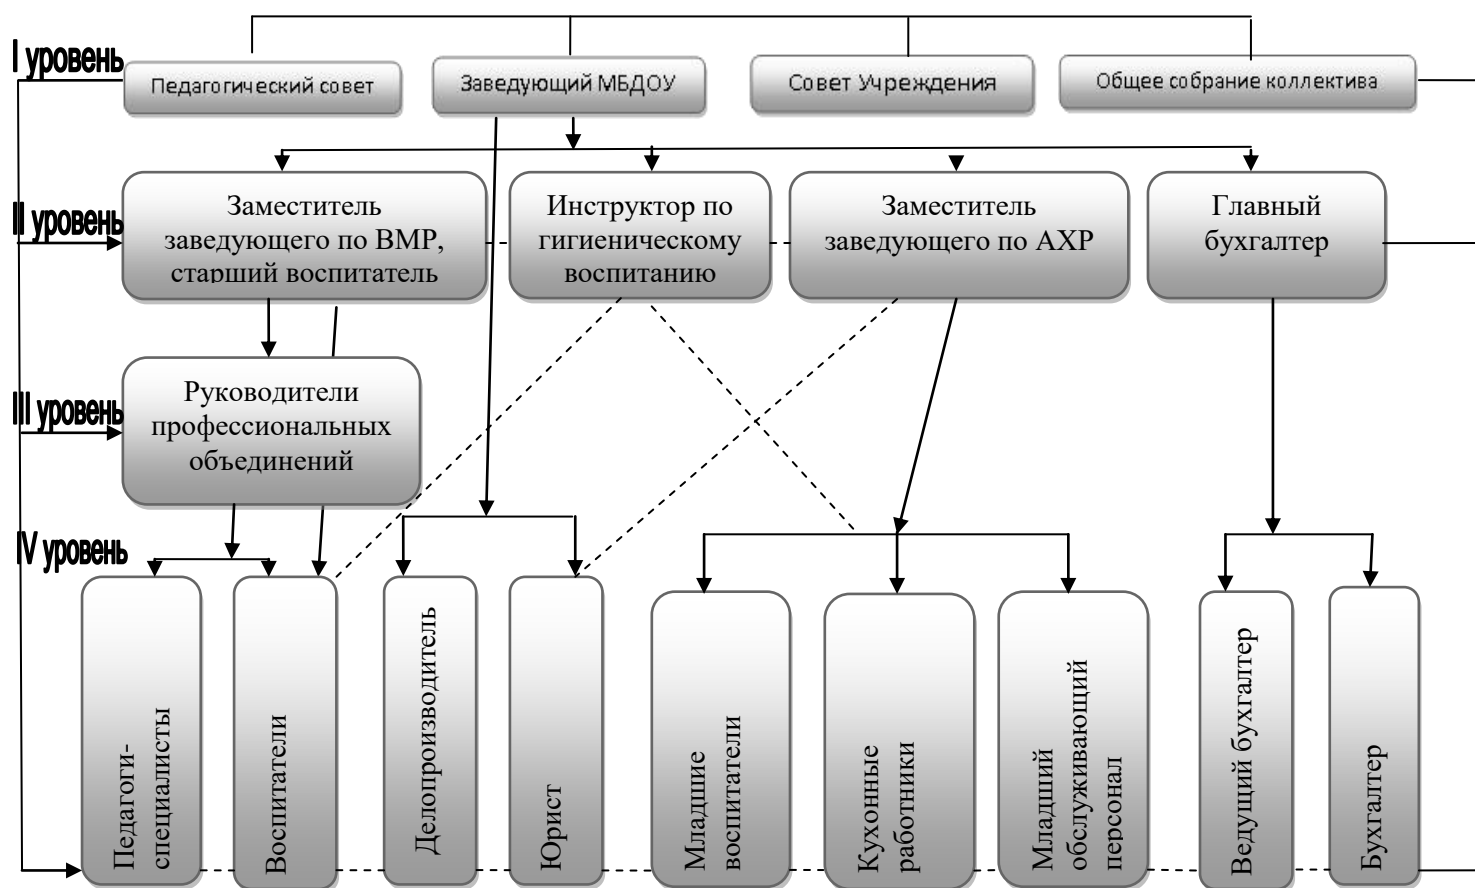 I уровень
Педагогический совет
Заведующий МБДОУ
Совет Учреждения
Общее собрание коллектива
II уровень
Заместитель
заведующего по ВМР,
старший воспитатель
Инструктор по
гигиеническому
воспитанию
Заместитель
заведующего по АХР
Главный
бухгалтер
III уровень
Руководители
профессиональных
объединений
IV уровень
Педагоги-
специалисты
Воспитатели
Делопроизводитель
Юрист
Младшие
воспитатели
Кухонные
работники
Младший
обслуживающий
персонал
Ведущий бухгалтер
Бухгалтер